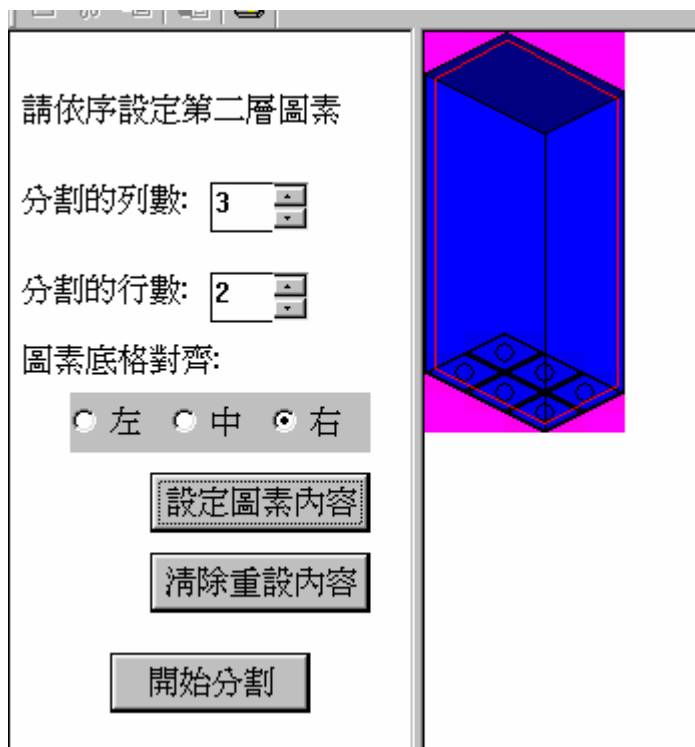 請依序設定第二層圖素
分割的列數: 3
分割的行數: 2
圖素底格對齊:
左 中 右
設定圖素內容
清除重設內容
開始分割